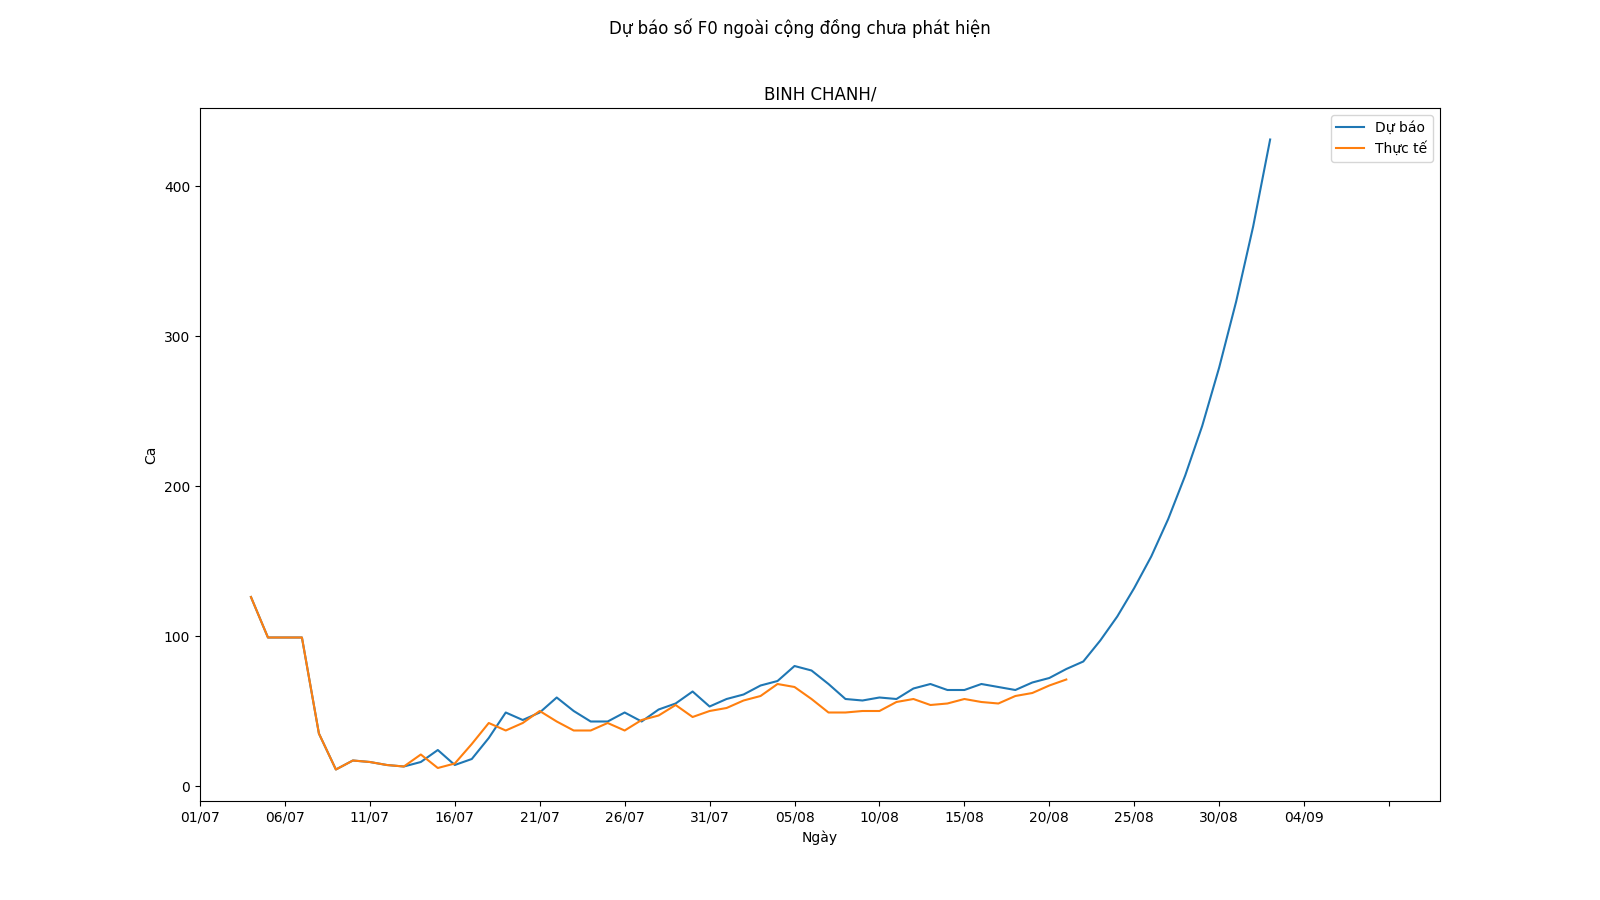 Dự báo số F0 ngoài cộng đồng chưa phát hiện
BINH CHANH/
Dự báo
Thực tế
400
300
200
100
0
Ca
01/07 06/07 11/07 16/07 21/07 26/07 31/07 05/08 10/08 15/08 20/08 25/08 30/08 04/09
Ngày